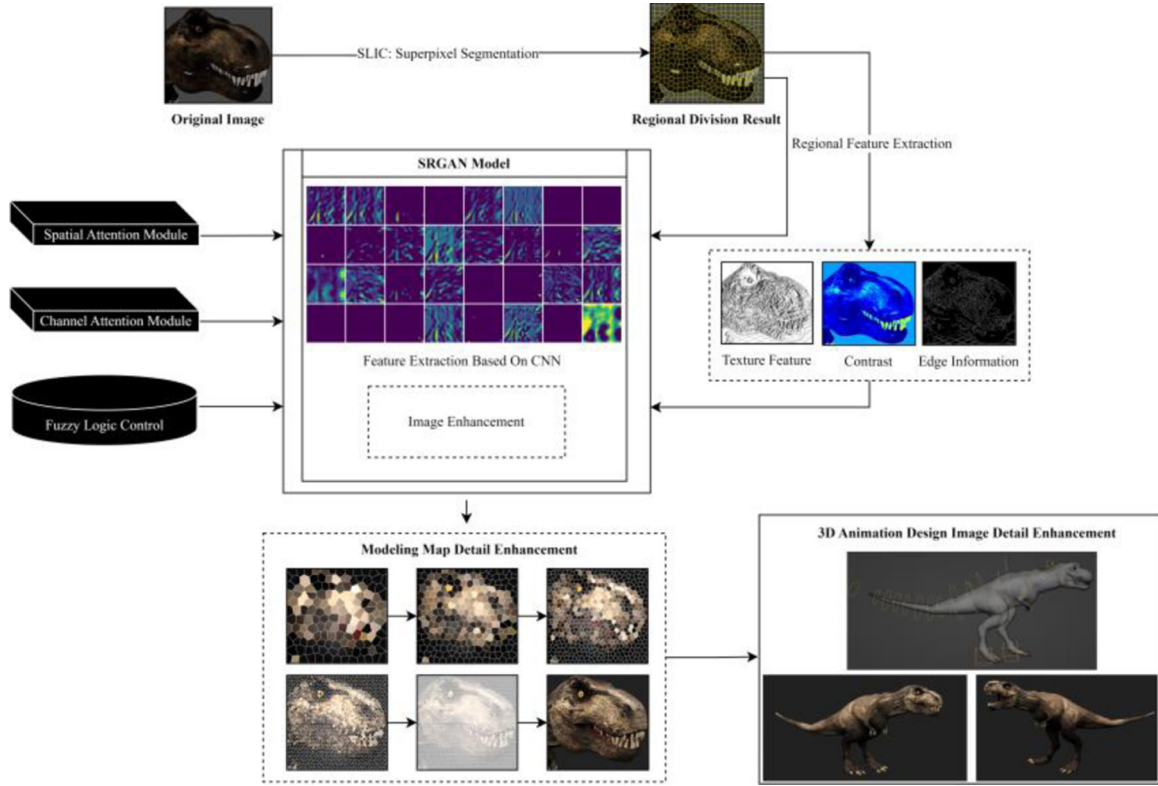 SLIC: Superpixel Segmentation
Original Image
Regional Division Result
Regional Feature Extraction
SRGAN Model
Spatial Attention Module
Channel Attention Module
Fuzzy Logic Control
Feature Extraction Based On CNN
Image Enhancement
Texture Feature
Contrast
Edge Information
Modeling Map Detail Enhancement
3D Animation Design Image Detail Enhancement